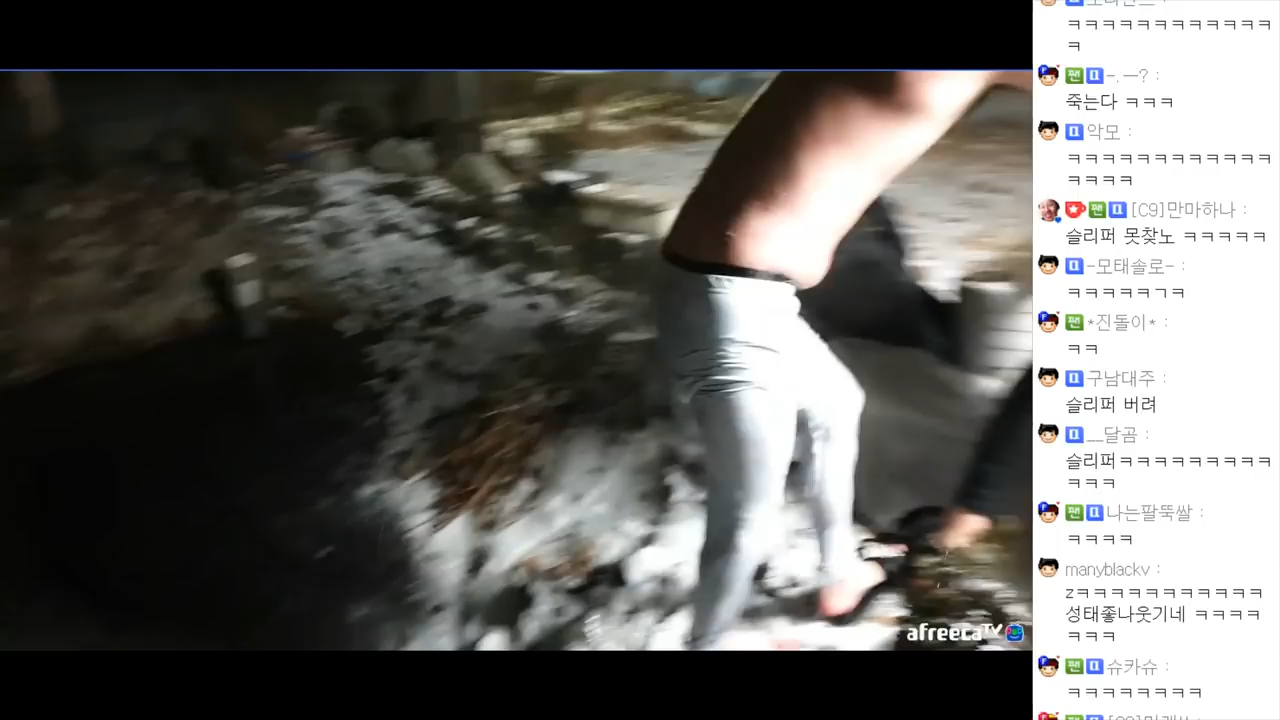 ㅋㅋㅋㅋㅋㅋㅋㅋㅋㅋㅋㅋ
ㅋ
-.ㅡ? :
죽는다 ㅋㅋㅋ
악모 :
ㅋㅋㅋㅋㅋㅋㅋㅋㅋㅋㅋㅋ
ㅋㅋㅋㅋ
[C9]만마하나 :
슬리퍼 못찾노 ㅋㅋㅋㅋㅋ
-모태솔로- :
ㅋㅋㅋㅋㅋㄱㅋ
*진돌이* :
ㅋㅋ
구남대주 :
슬리퍼 버려
__달곰 :
슬리퍼ㅋㅋㅋㅋㅋㅋㅋㅋㅋ
ㅋㅋㅋ
나는팔뚝쌀 :
ㅋㅋㅋㅋ
manyblackv :
zㅋㅋㅋㅋㅋㅋㅋㅋㅋㅋㅋ
성태좋나웃기네 ㅋㅋㅋㅋ
ㅋㅋㅋ
슈카슈 :
ㅋㅋㅋㅋㅋㅋㅋㅋ
afreecaTV